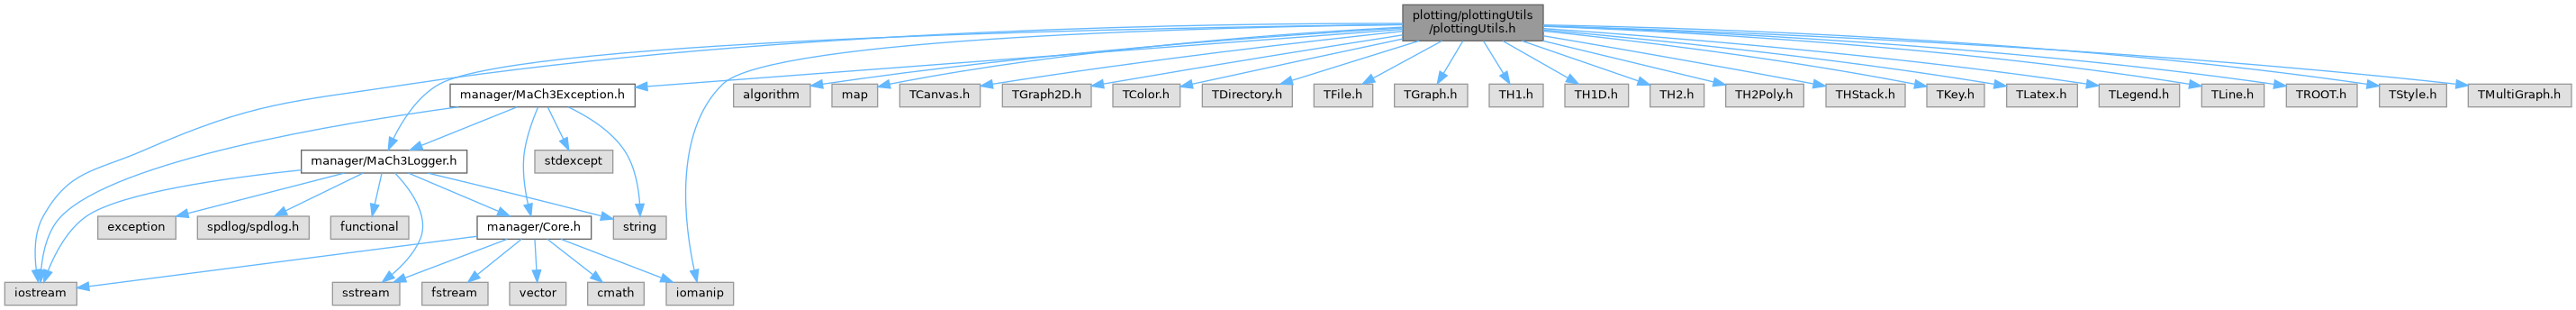 plotting/plottingUtils
/plottingUtils.h
manager/MaCh3Exception.h
algorithm
map
TCanvas.h
TGraph2D.h
TColor.h
TDirectory.h
TFile.h
TGraph.h
TH1.h
TH1D.h
TH2.h
TH2Poly.h
THStack.h
TKey.h
TLatex.h
TLegend.h
TLine.h
TROOT.h
TStyle.h
TMultiGraph.h
manager/MaCh3Logger.h
stdexcept
exception
spdlog/spdlog.h
functional
manager/Core.h
string
iostream
sstream
fstream
vector
cmath
iomanip